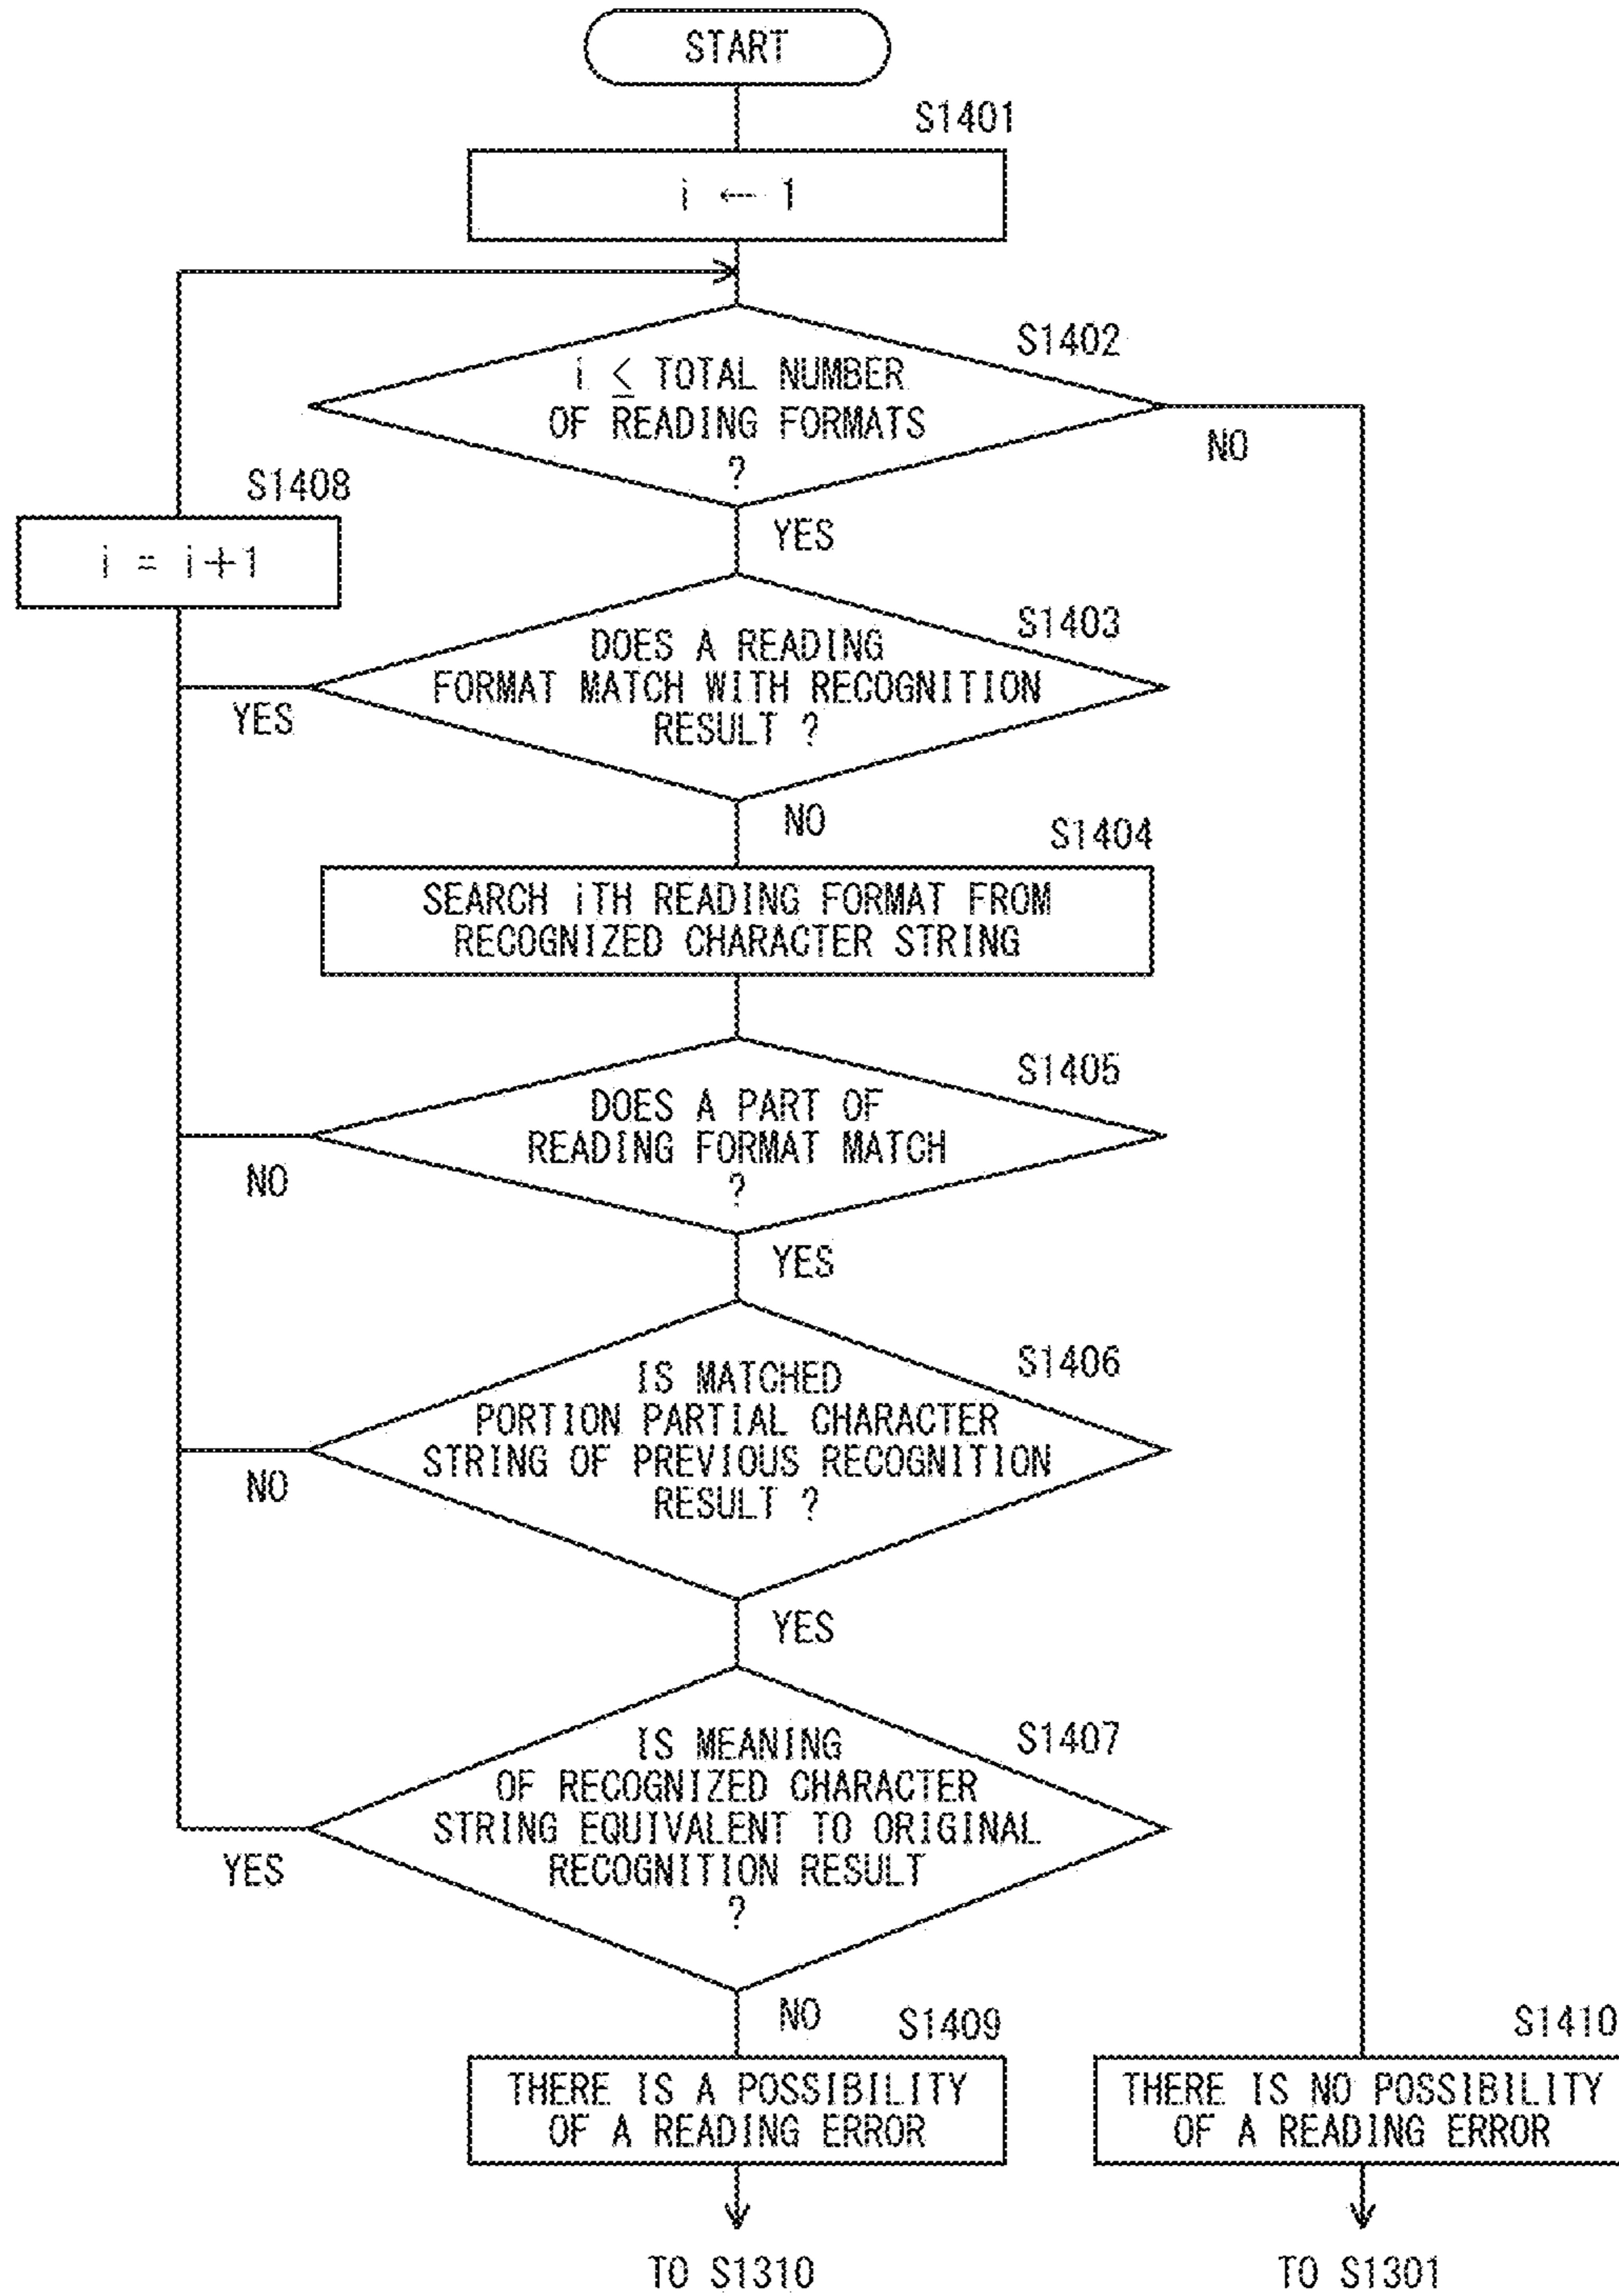 START
S1401
i ← 1
S1402
i ≤ TOTAL NUMBER
OF READING FORMATS
?
NO
YES
S1408
i = i+1
S1403
DOES A READING
FORMAT MATCH WITH RECOGNITION
RESULT ?
YES
NO
S1404
SEARCH iTH READING FORMAT FROM
RECOGNIZED CHARACTER STRING
S1405
DOES A PART OF
READING FORMAT MATCH
?
NO
YES
S1406
IS MATCHED
PORTION PARTIAL CHARACTER
STRING OF PREVIOUS RECOGNITION
RESULT ?
NO
YES
S1407
IS MEANING
OF RECOGNIZED CHARACTER
STRING EQUIVALENT TO ORIGINAL
RECOGNITION RESULT
?
YES
NO
S1409
THERE IS A POSSIBILITY
OF A READING ERROR
TO S1310
S1410
THERE IS NO POSSIBILITY
OF A READING ERROR
TO S1301